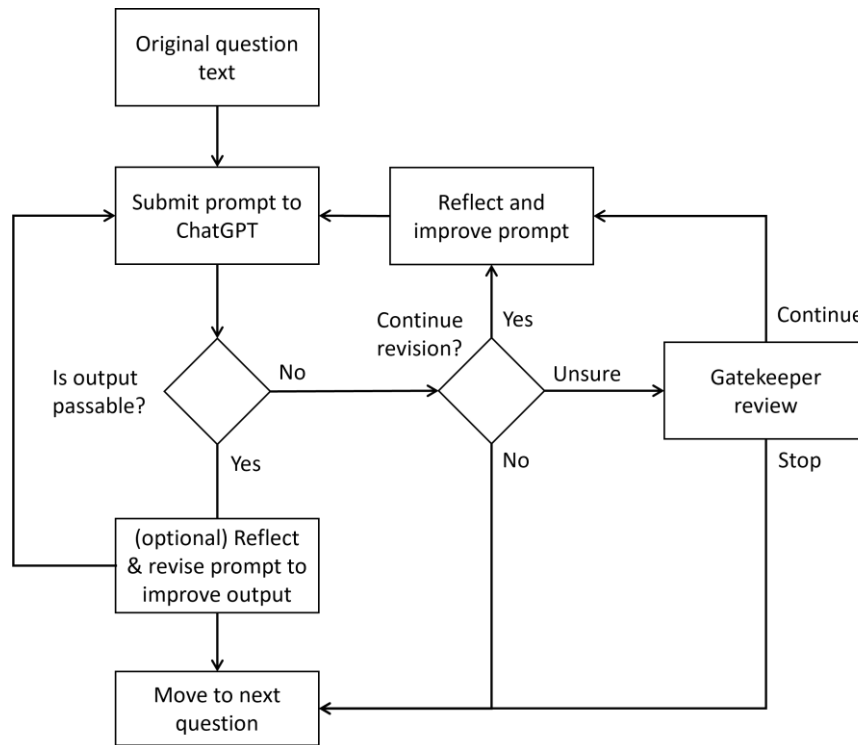 Original question
text
Submit prompt to
ChatGPT
Reflect and
improve prompt
Continue
revision?
Yes
Continue
Is output
passable?
No
Unsure
Gatekeeper
review
Yes
No
Stop
(optional) Reflect
& revise prompt to
improve output
Move to next
question